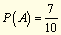 P(A) = 7/10